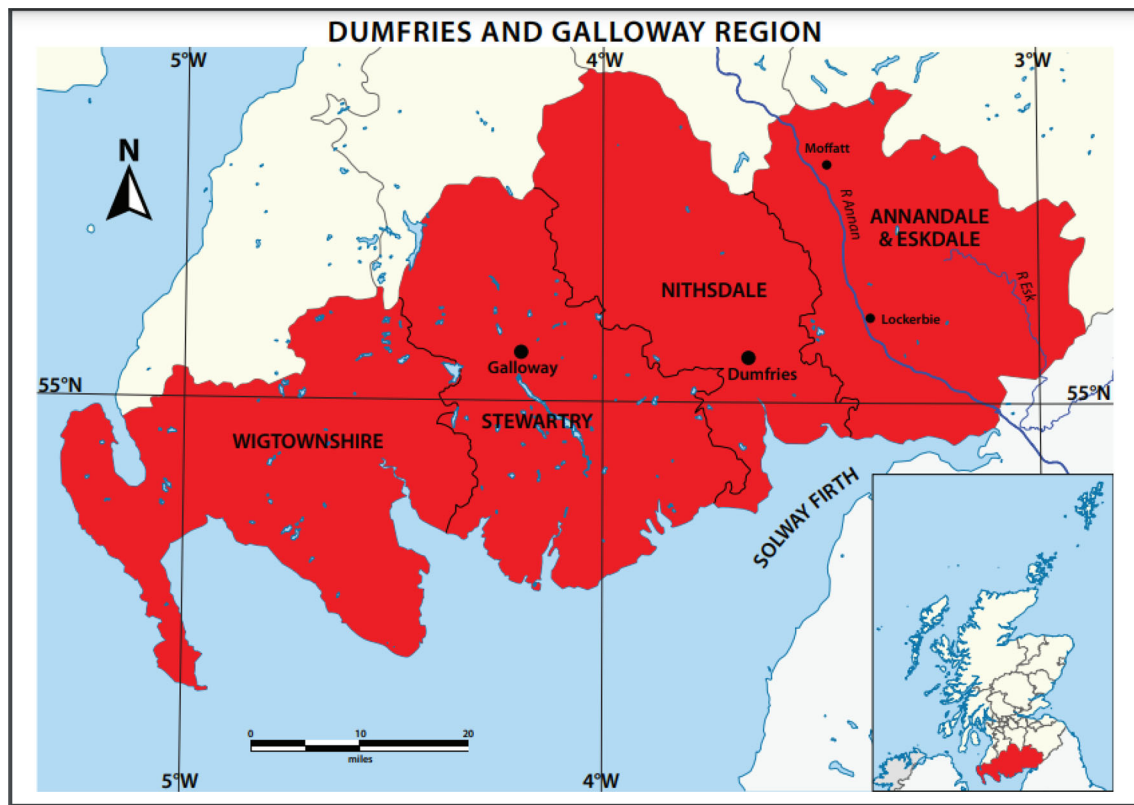 DUMFRIES AND GALLOWAY REGION
5°W
4°W
3°W
N
Moffatt
R Annan
ANNANDALE
& ESKDALE
R Esk
NITHSDALE
Lockerbie
Galloway
Dumfries
55°N
55°N
STEWARTRY
WIGTOWNSHIRE
SOLWAY FIRTH
0
10
20
miles
5°W
4°W